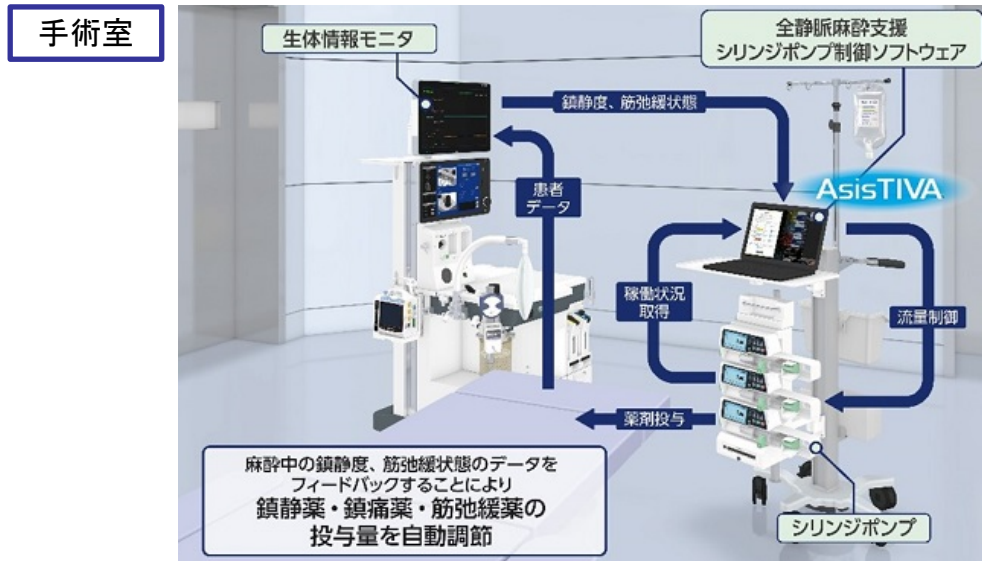 手術室
生体情報モニタ
全静脈麻酔支援
シリンジポンプ制御ソフトウェア
鎮静度、筋弛緩状態
AsisTIVA
患者
データ
稼働状況
取得
流量制御
薬剤投与
麻酔中の鎮静度、筋弛緩状態のデータを
フィードバックすることにより
鎮静薬・鎮痛薬・筋弛緩薬の
投与量を自動調節
シリンジポンプ